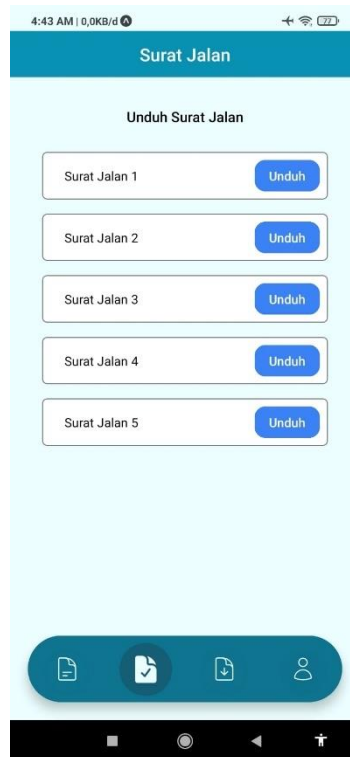 4:43 AM | 0,0KB/d
77
Surat Jalan
Unduh Surat Jalan
Surat Jalan 1
Unduh
Surat Jalan 2
Unduh
Surat Jalan 3
Unduh
Surat Jalan 4
Unduh
Surat Jalan 5
Unduh